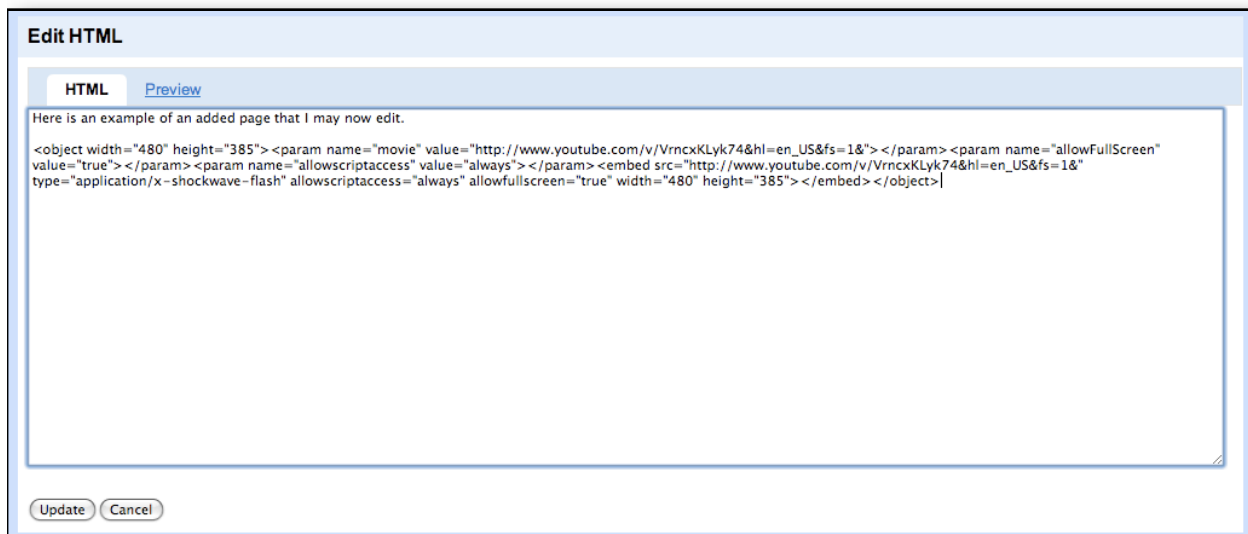 Edit HTML
HTML Preview
Here is an example of an added page that I may now edit.
<object width="480" height="385"><param name="movie" value="http://www.youtube.com/v/VrncxKLyk74&hl=en_US&fs=1&"></param><param name="allowFullScreen"
value="true"></param><param name="allowscriptaccess" value="always"></param><embed src="http://www.youtube.com/v/VrncxKLyk74&hl=en_US&fs=1&"
type="application/x-shockwave-flash" allowscriptaccess="always" allowfullscreen="true" width="480" height="385"></embed></object>
Update Cancel